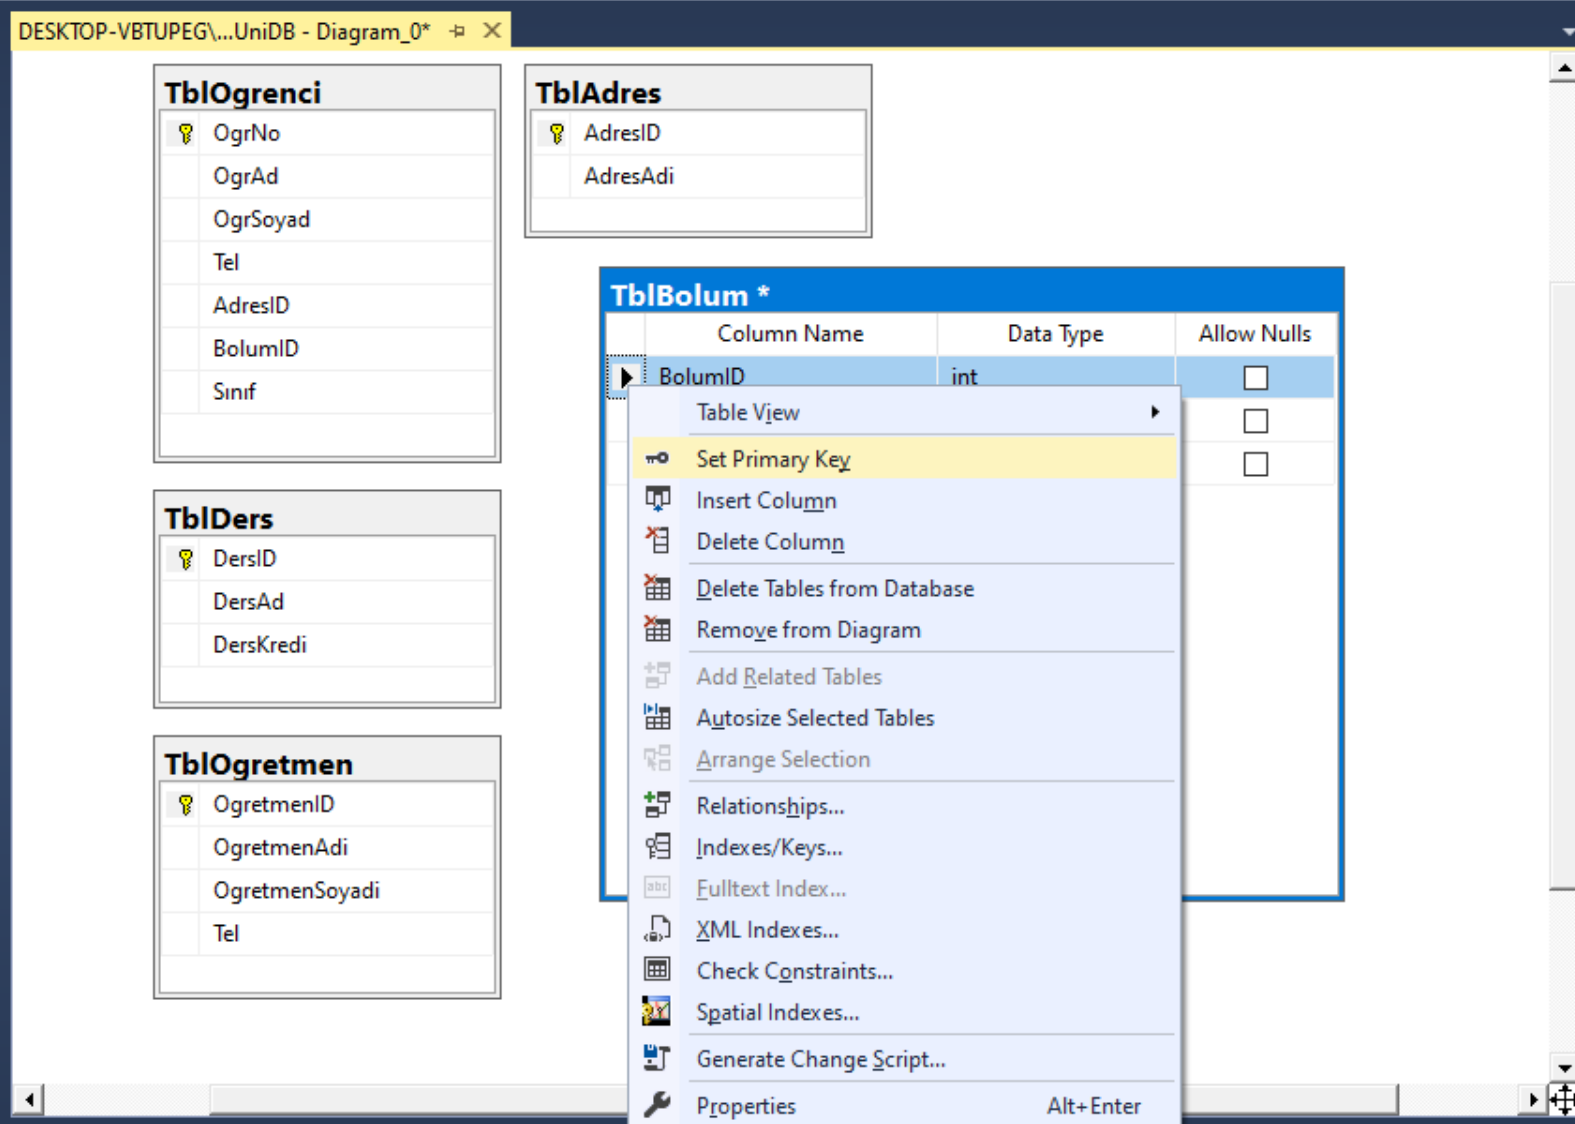 DESKTOP-VBTUPEG\...UniDB - Diagram_0*
TblOgrenci
OgrNo
OgrAd
OgrSoyad
Tel
AdresID
BolumID
Sınıf
TblAdres
AdresID
AdresAdi
TblDers
DersID
DersAd
DersKredi
TblOgretmen
OgretmenID
OgretmenAdi
OgretmenSoyadi
Tel
TblBolum *
Column Name Data Type Allow Nulls
BolumID int
Table View
Set Primary Key
Insert Column
Delete Column
Delete Tables from Database
Remove from Diagram
Add Related Tables
Autosize Selected Tables
Arrange Selection
Relationships...
Indexes/Keys...
abc Fulltext Index...
XML Indexes...
Check Constraints...
Spatial Indexes...
Generate Change Script...
Properties Alt+Enter